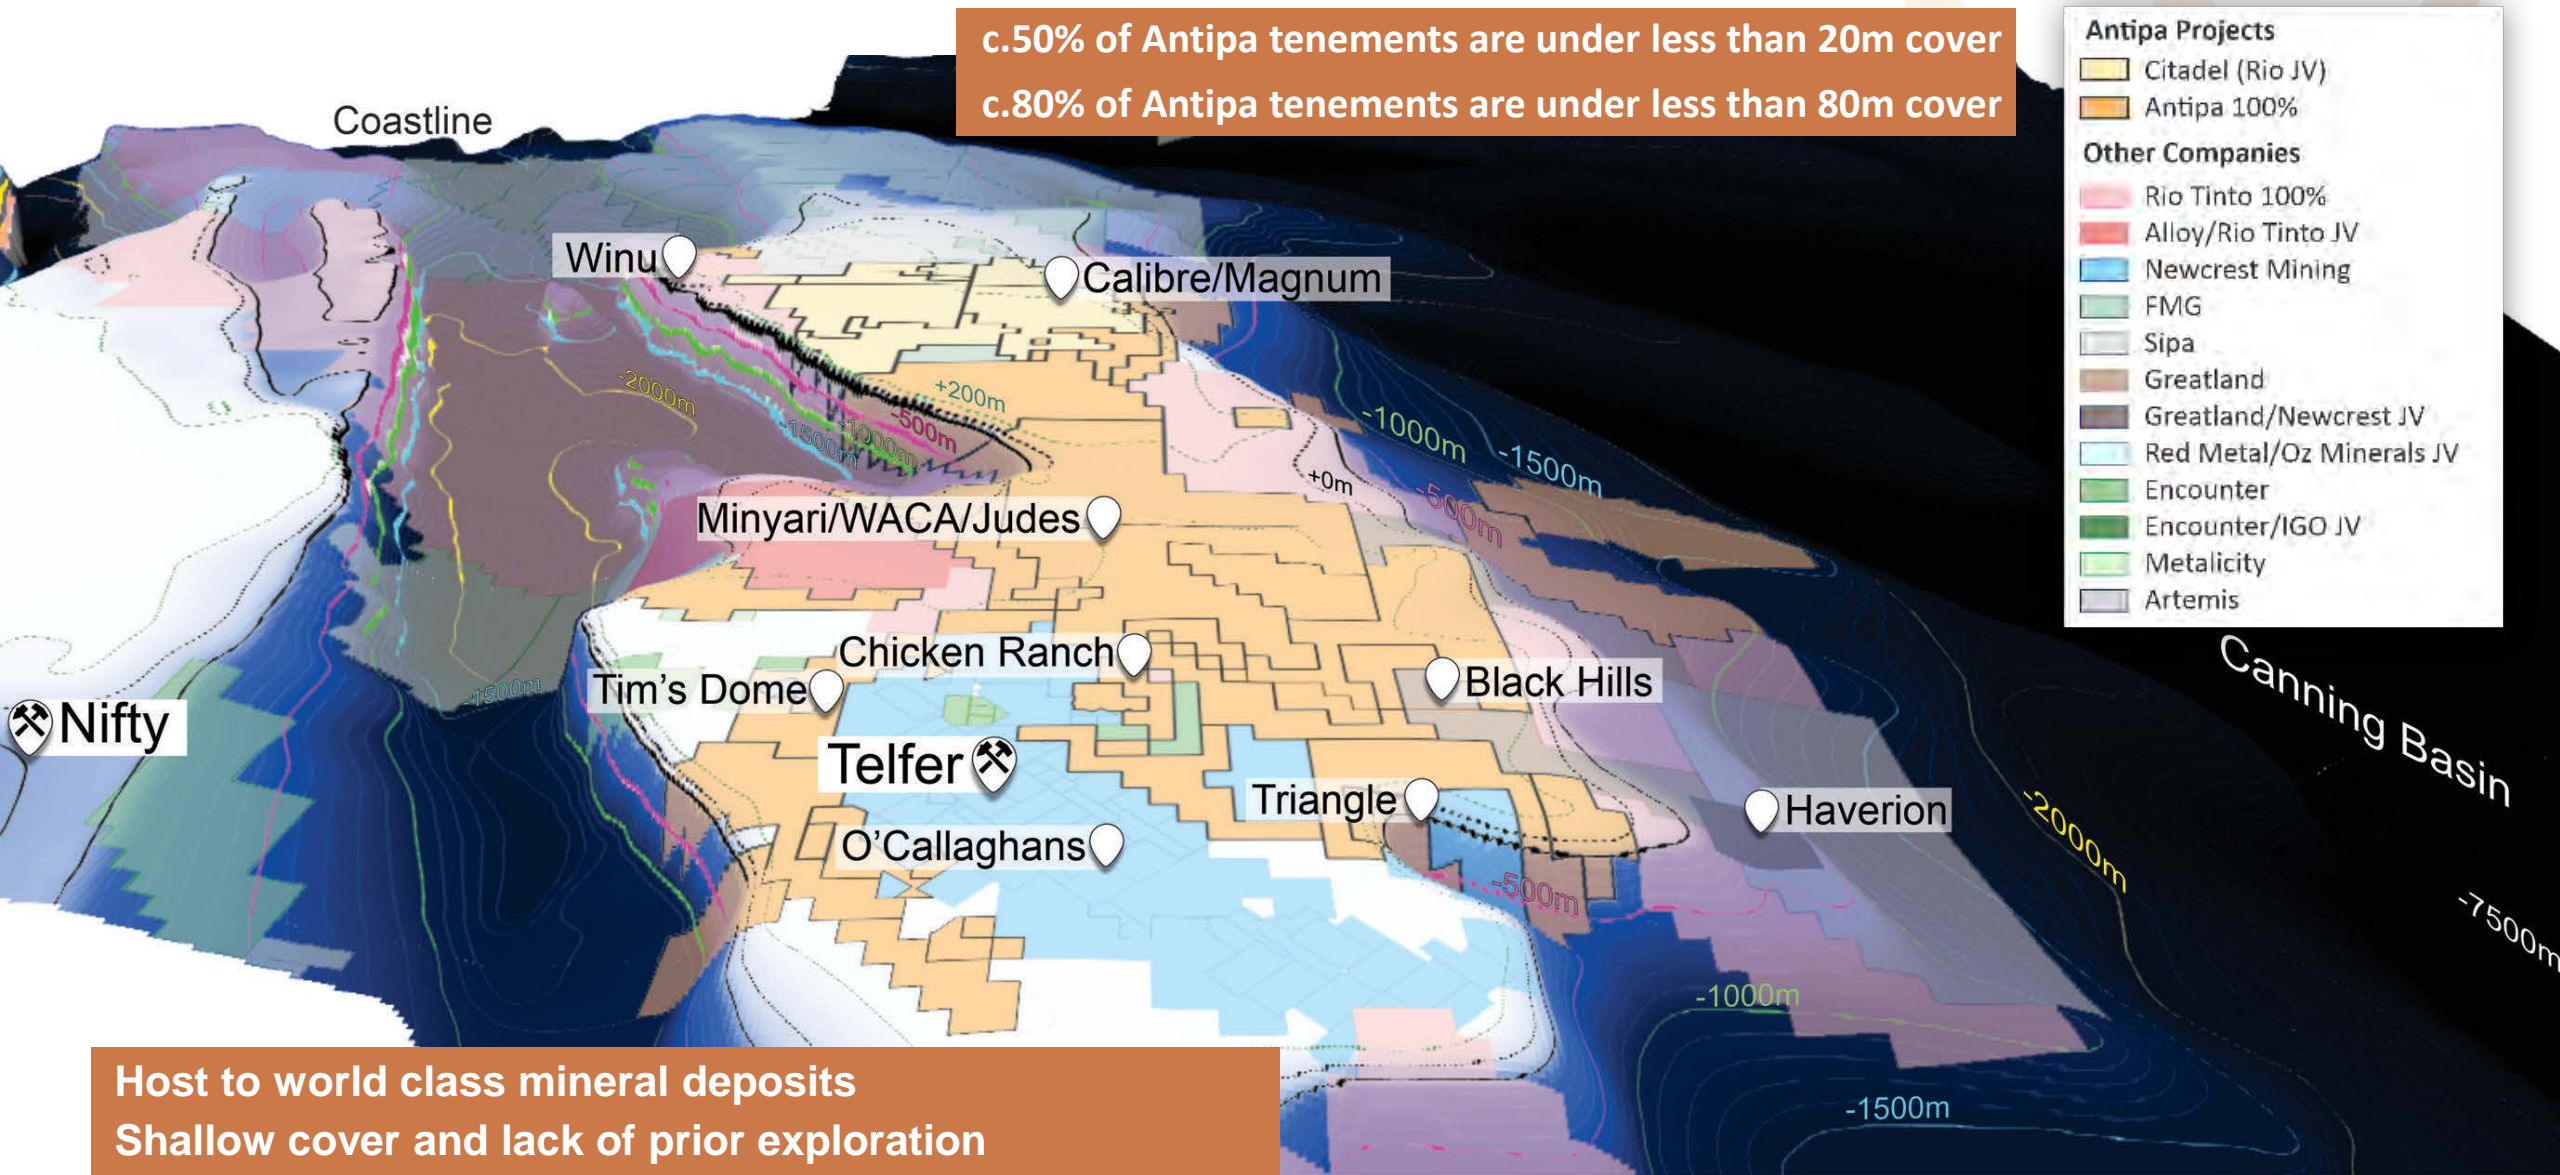 c.50% of Antipa tenements are under less than 20m cover
c.80% of Antipa tenements are under less than 80m cover
Antipa Projects
Citadel (Rio JV)
Antipa 100%
Other Companies
Rio Tinto 100%
Alloy/Rio Tinto JV
Newcrest Mining
FMG
Sipa
Greatland
Greatland/Newcrest JV
Red Metal/Oz Minerals JV
Encounter
Encounter/IGO JV
Metalicity
Artemis
Coastline
Winu
Calibre/Magnum
-2000m
+200m
-500m
-1000m
-1500m
-1000m
-1500m
+0m
-500m
Minyari/WACA/Judes
Chicken Ranch
Tim's Dome
Black Hills
-1500m
Nifty
Telfer
Triangle
Haverion
O'Callaghans
Canning Basin
-2000m
-7500m
-500m
-1000m
-1500m
Host to world class mineral deposits
Shallow cover and lack of prior exploration